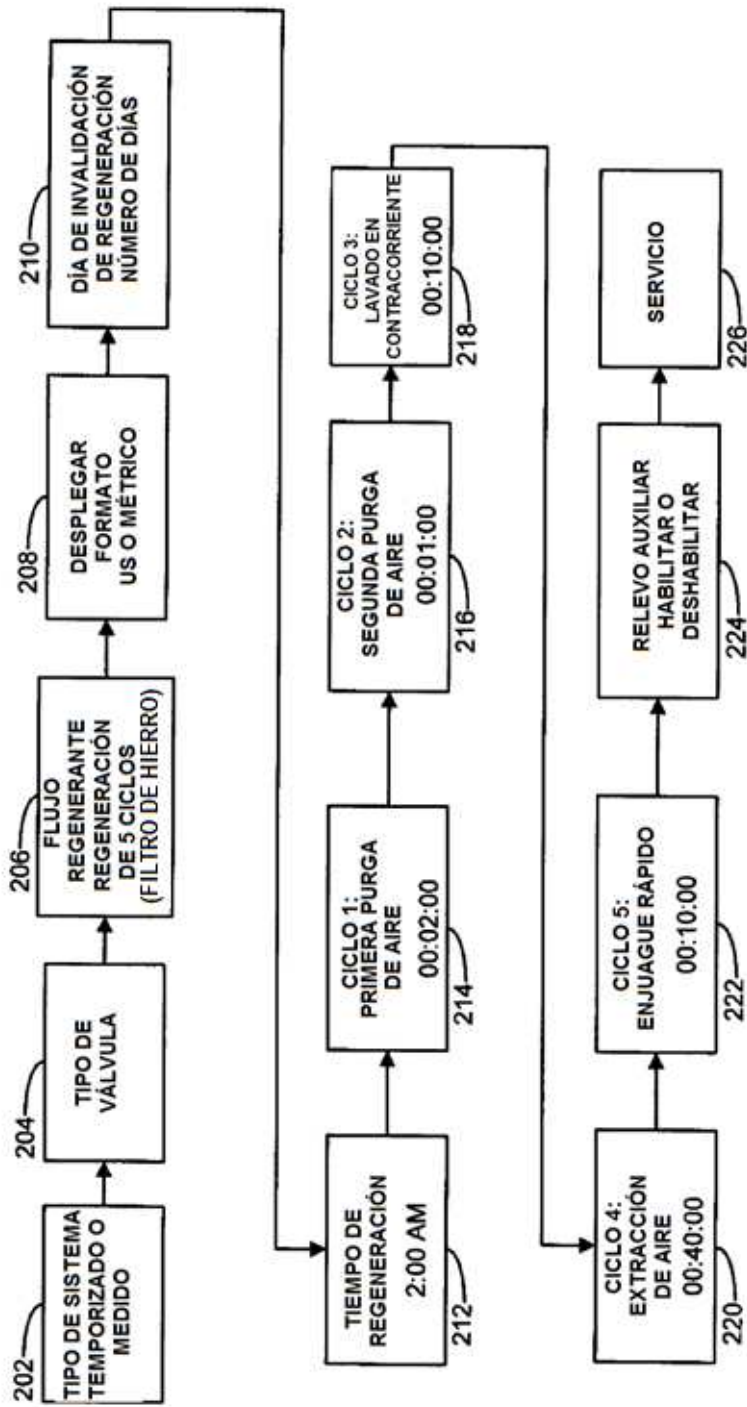 202
TIPO DE SISTEMA
TEMPORIZADO O
MEDIDO
204
TIPO DE
VÁLVULA
206
FLUJO
REGENERANTE
REGENERACIÓN
DE 5 CICLOS
(FILTRO DE HIERRO)
208
DESPLEGAR
FORMATO
US O MÉTRICO
210
DÍA DE INVALIDACIÓN
DE REGENERACIÓN
NÚMERO DE DÍAS
TIEMPO DE
REGENERACIÓN
2:00 AM
212
CICLO 1:
PRIMERA PURGA
DE AIRE
00:02:00
214
CICLO 2:
SEGUNDA PURGA
DE AIRE
00:01:00
216
CICLO 3:
LAVADO EN
CONTRACORRIENTE
00:10:00
218
CICLO 4:
EXTRACCIÓN
DE AIRE
00:40:00
220
CICLO 5:
ENJUAGUE RÁPIDO
00:10:00
222
RELEVO AUXILIAR
HABILITAR O
DESHABILITAR
224
SERVICIO
226